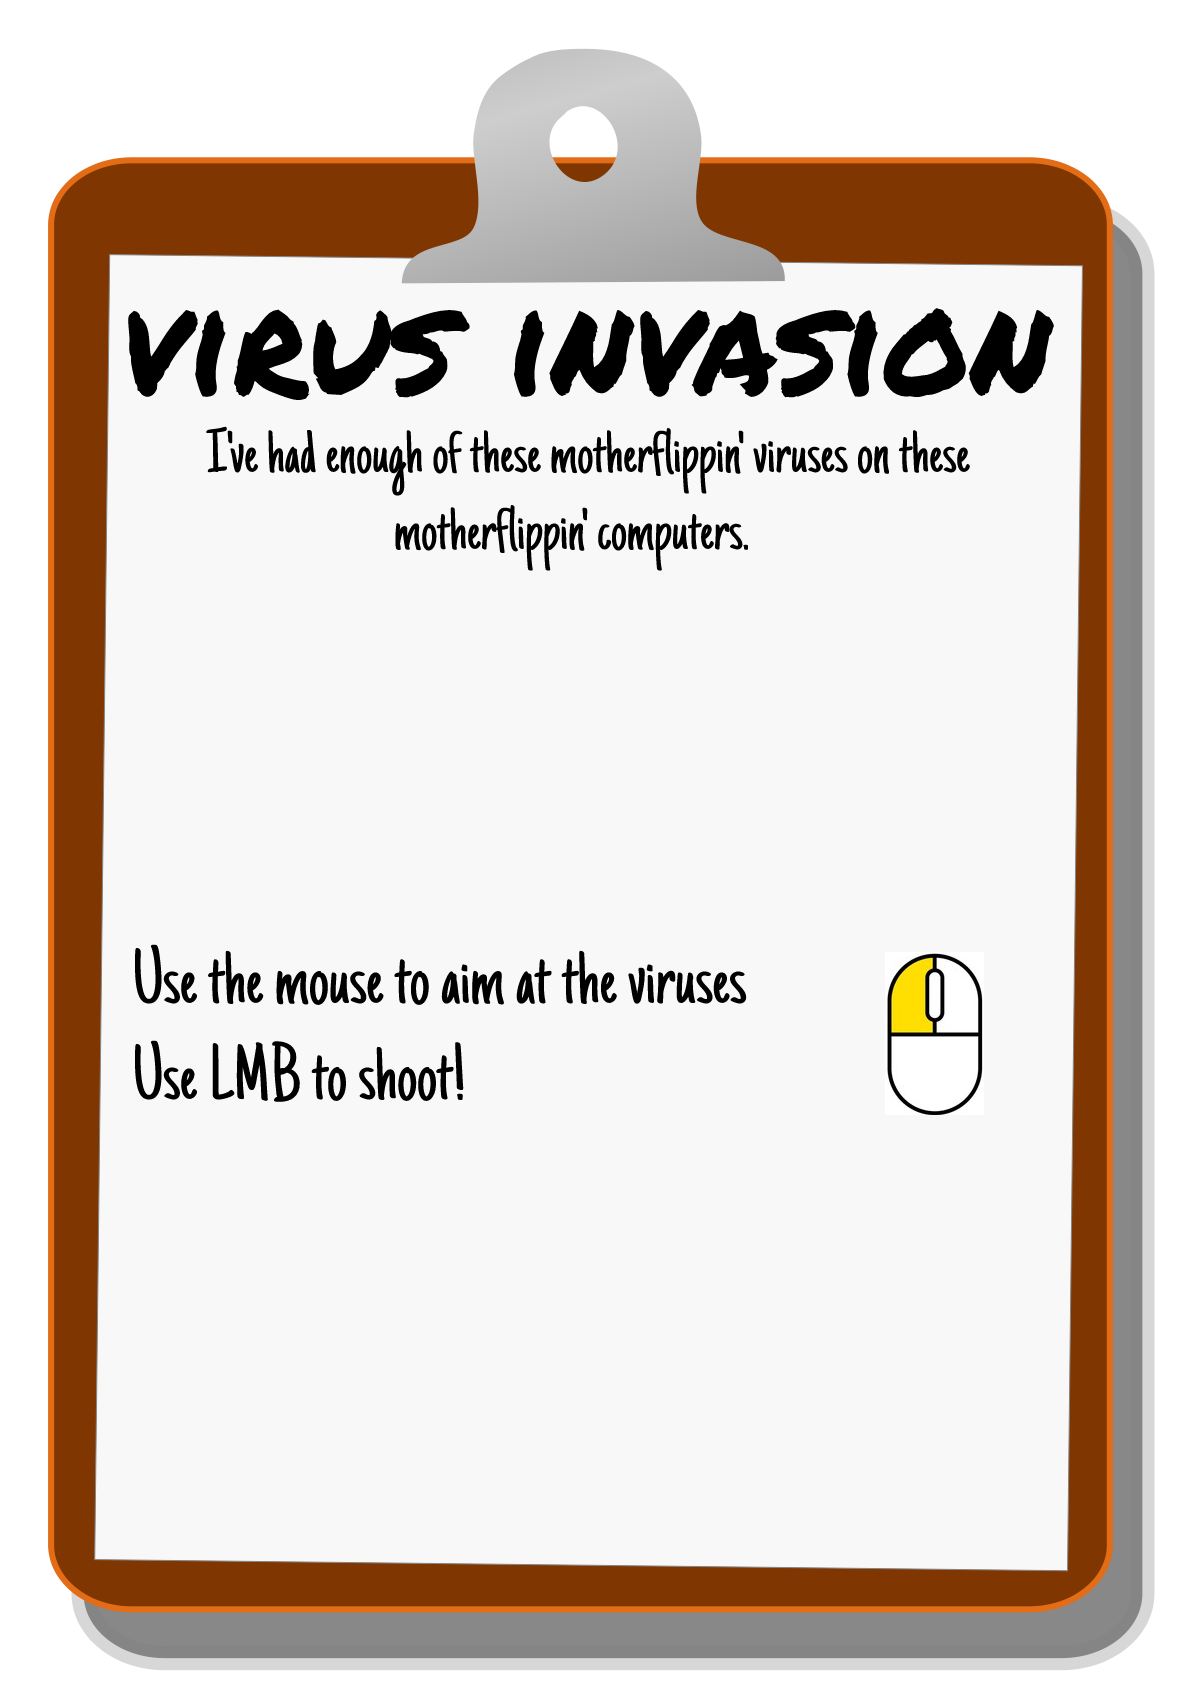 VIRUS INVASION
I've had enough of these motherflippin' viruses on these
motherflippin' computers.
Use the mouse to aim at the viruses
Use LMB to shoot!